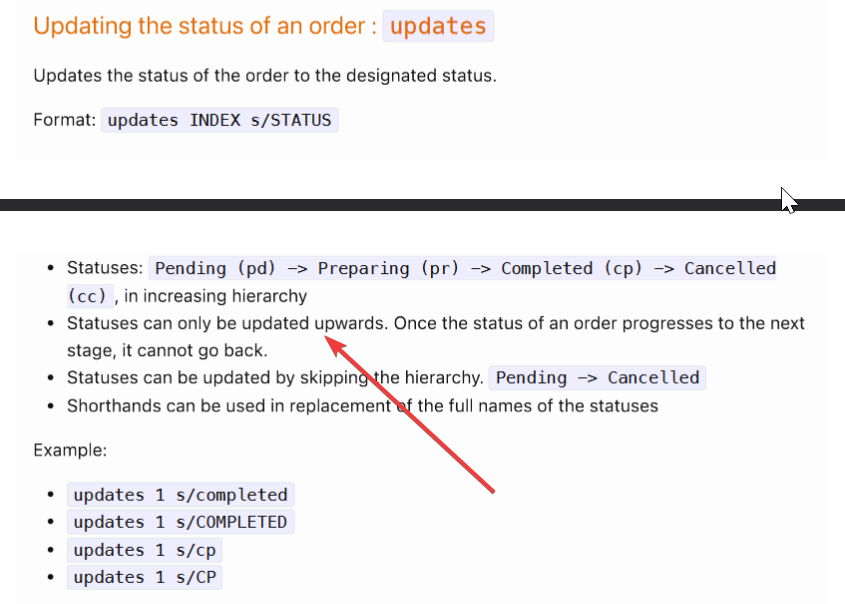 Updating the status of an order : updates
Updates the status of the order to the designated status.
Format: updates INDEX s/STATUS
• Statuses: Pending (pd) -> Preparing (pr) -> Completed (cp) -> Cancelled
(cc) , in increasing hierarchy
• Statuses can only be updated upwards. Once the status of an order progresses to the next
stage, it cannot go back.
• Statuses can be updated by skipping the hierarchy. Pending -> Cancelled
• Shorthands can be used in replacement of the full names of the statuses
Example:
• updates 1 s/completed
• updates 1 s/COMPLETED
• updates 1 s/cp
• updates 1 s/CP